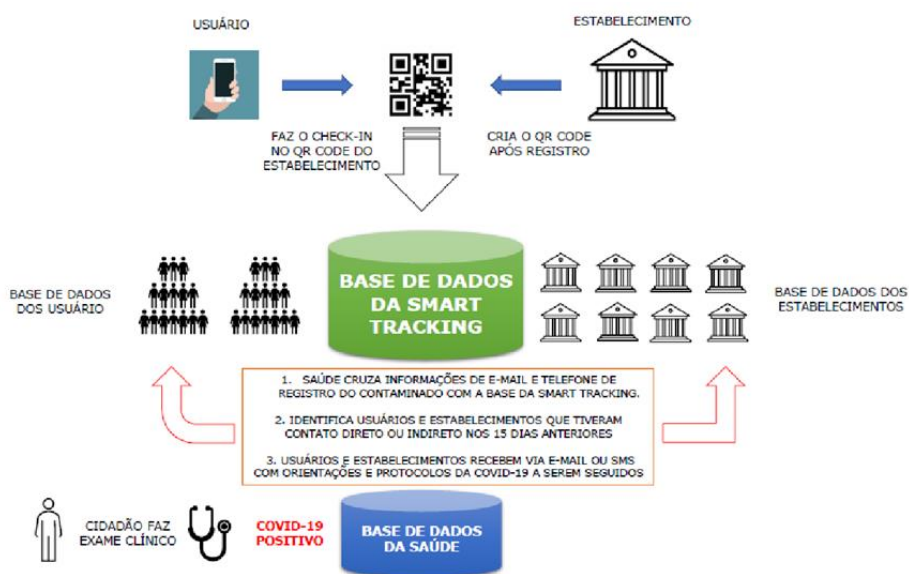 USUÁRIO
ESTABELECIMENTO
FAZ O CHECK-IN
NO QR CODE DO
ESTABELECIMENTO
CRIA O QR CODE
APÓS REGISTRO
BASE DE DADOS
DOS USUÁRIO
BASE DE DADOS
DA SMART
TRACKING
BASE DE DADOS DOS
ESTABELECIMENTOS
1. SAÚDE CRUZA INFORMAÇÕES DE E-MAIL E TELEFONE DE
REGISTRO DO CONTAMINADO COM A BASE DA SMART TRACKING.
2. IDENTIFICA USUÁRIOS E ESTABELECIMENTOS QUE TIVERAM
CONTATO DIRETO OU INDIRETO NOS 15 DIAS ANTERIORES
3. USUÁRIOS E ESTABELECIMENTOS RECEBEM VIA E-MAIL OU SMS
COM ORIENTAÇÕES E PROTOCOLOS DA COVID-19 A SEREM SEGUIDOS
CIDADÃO FAZ
EXAME CLÍNICO
COVID-19
POSITIVO
BASE DE DADOS
DA SAÚDE